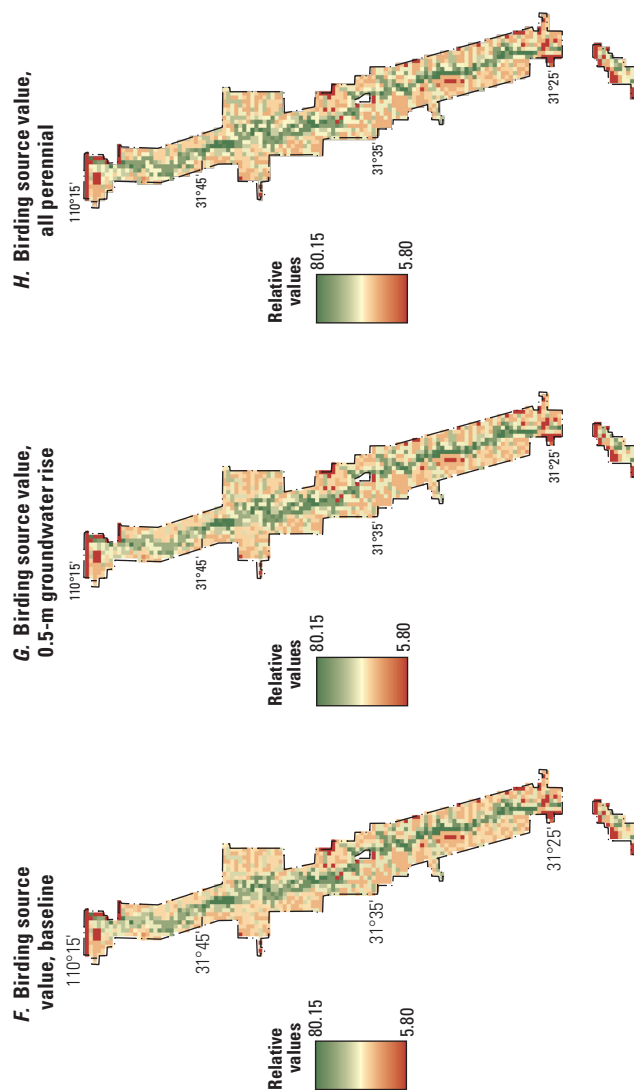 F. Birding source
value, baseline
110°15'
31°45'
31°35'
31°25'
Relative
values
80.15
5.80
G. Birding source value,
0.5-m groundwater rise
110°15'
31°45'
31°35'
31°25'
Relative
values
80.15
5.80
H. Birding source value,
all perennial
110°15'
31°45'
31°35'
31°25'
Relative
values
80.15
5.80